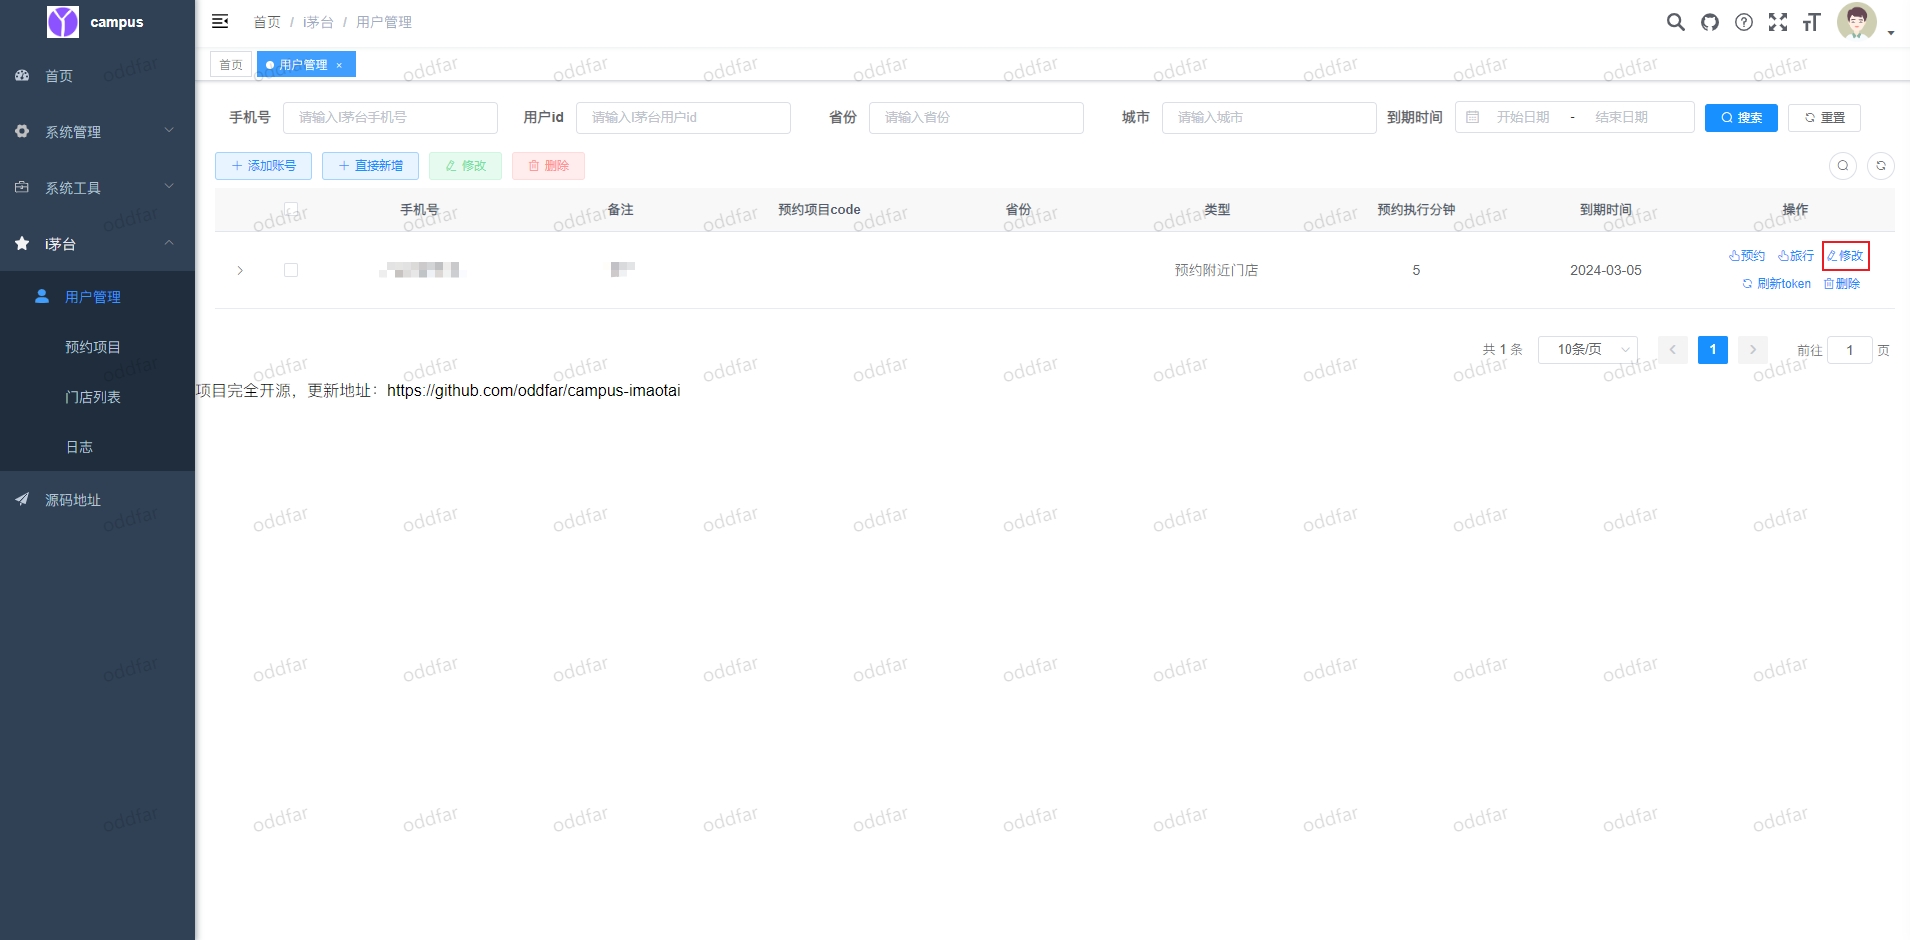 campus
首页 / i茅台 / 用户管理
首页
用户管理 ×
首页
系统管理
系统工具
i茅台
用户管理
预约项目
门店列表
日志
源码地址
手机号 请输入I茅台手机号 用户id 请输入I茅台用户id 省份 请输入省份 城市 请输入城市 到期时间 开始日期 - 结束日期 搜索 重置
添加账号 直接新增 修改 删除
手机号 备注 预约项目code 省份 类型 预约执行分钟 到期时间 操作
预约附近门店 5 2024-03-05 预约 旅行 修改
刷新token 删除
共 1 条 10条/页 1 前往 1 页
项目完全开源，更新地址：https://github.com/oddfar/campus-imaotai
oddfar